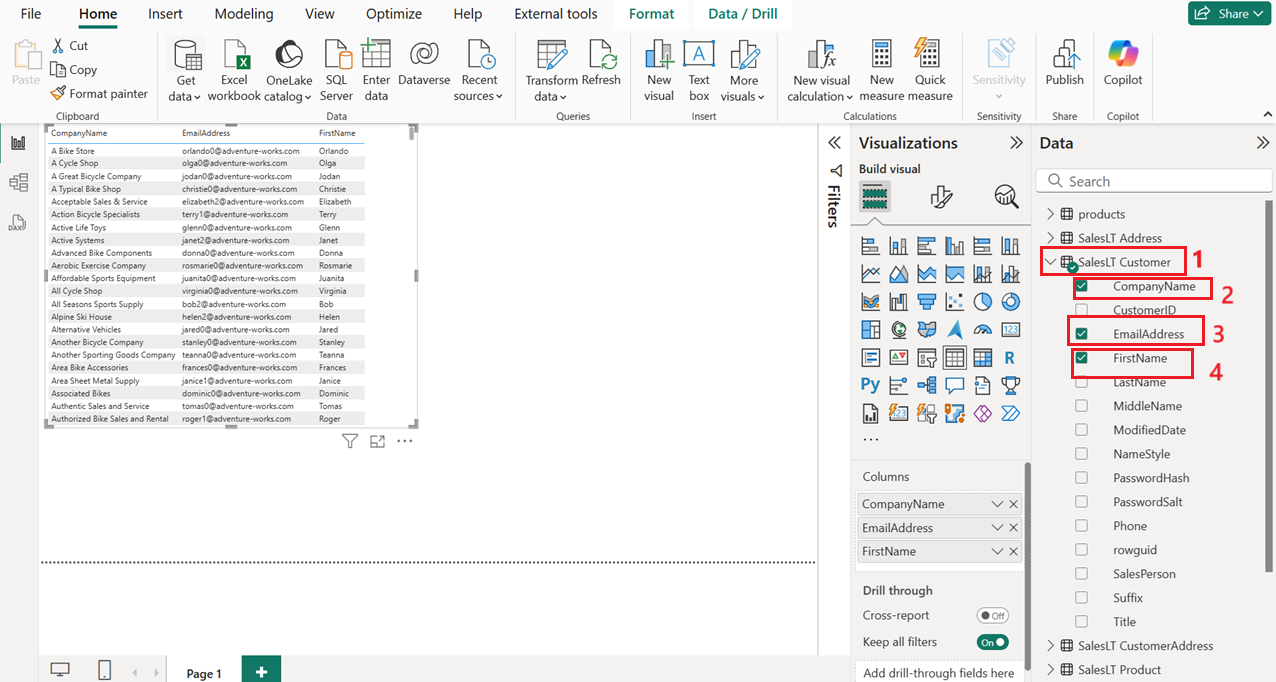 File Home Insert Modeling View Optimize Help External tools Format Data / Drill Share
Paste
Cut
Copy
Format painter
Clipboard
Get data
Excel workbook
OneLake catalog
SQL Server
Enter data
Dataverse
Recent sources
Data
Transform data
Refresh
Queries
New visual
Text box
More visuals
Insert
New visual calculation
New measure
Quick measure
Calculations
Sensitivity
Sensitivity
Publish
Share
Copilot
Copilot
CompanyName EmailAddress FirstName
A Bike Store orlando0@adventure-works.com Orlando
A Cycle Shop olga0@adventure-works.com Olga
A Great Bicycle Company jodan0@adventure-works.com Jodan
A Typical Bike Shop christie0@adventure-works.com Christie
Acceptable Sales & Service elizabeth2@adventure-works.com Elizabeth
Action Bicycle Specialists terry1@adventure-works.com Terry
Active Life Toys glenn0@adventure-works.com Glenn
Active Systems janet2@adventure-works.com Janet
Advanced Bike Components donna0@adventure-works.com Donna
Aerobic Exercise Company rosmarie0@adventure-works.com Rosmarie
Affordable Sports Equipment juanita0@adventure-works.com Juanita
All Cycle Shop virginia0@adventure-works.com Virginia
All Seasons Sports Supply bob2@adventure-works.com Bob
Alpine Ski House helen2@adventure-works.com Helen
Alternative Vehicles jared0@adventure-works.com Jared
Another Bicycle Company stanley0@adventure-works.com Stanley
Another Sporting Goods Company teanna0@adventure-works.com Teanna
Area Bike Accessories frances0@adventure-works.com Frances
Area Sheet Metal Supply janice1@adventure-works.com Janice
Associated Bikes dominic0@adventure-works.com Dominic
Authentic Sales and Service tomas0@adventure-works.com Tomas
Authorized Bike Sales and Rental roger1@adventure-works.com Roger
Page 1
Filters
Visualizations
Build visual
123
R
Py
123
Columns
CompanyName
EmailAddress
FirstName
Drill through
Cross-report Off
Keep all filters On
Add drill-through fields here
Data
Search
products
SalesLT Address
SalesLT Customer 1
CompanyName 2
CustomerID
EmailAddress 3
FirstName 4
LastName
MiddleName
ModifiedDate
NameStyle
PasswordHash
PasswordSalt
Phone
rowguid
SalesPerson
Suffix
Title
SalesLT CustomerAddress
SalesLT Product